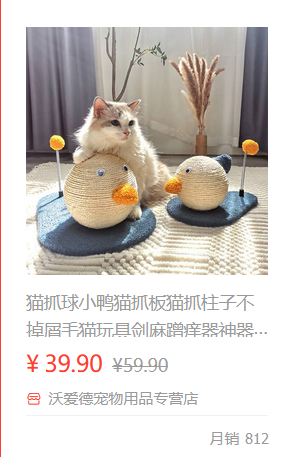 猫抓球小鸭猫抓板猫抓柱子不
掉屑毛猫玩具剑麻蹭痒器神器...
¥ 39.90 ¥59.90
沃爱德宠物用品专营店
月销 812